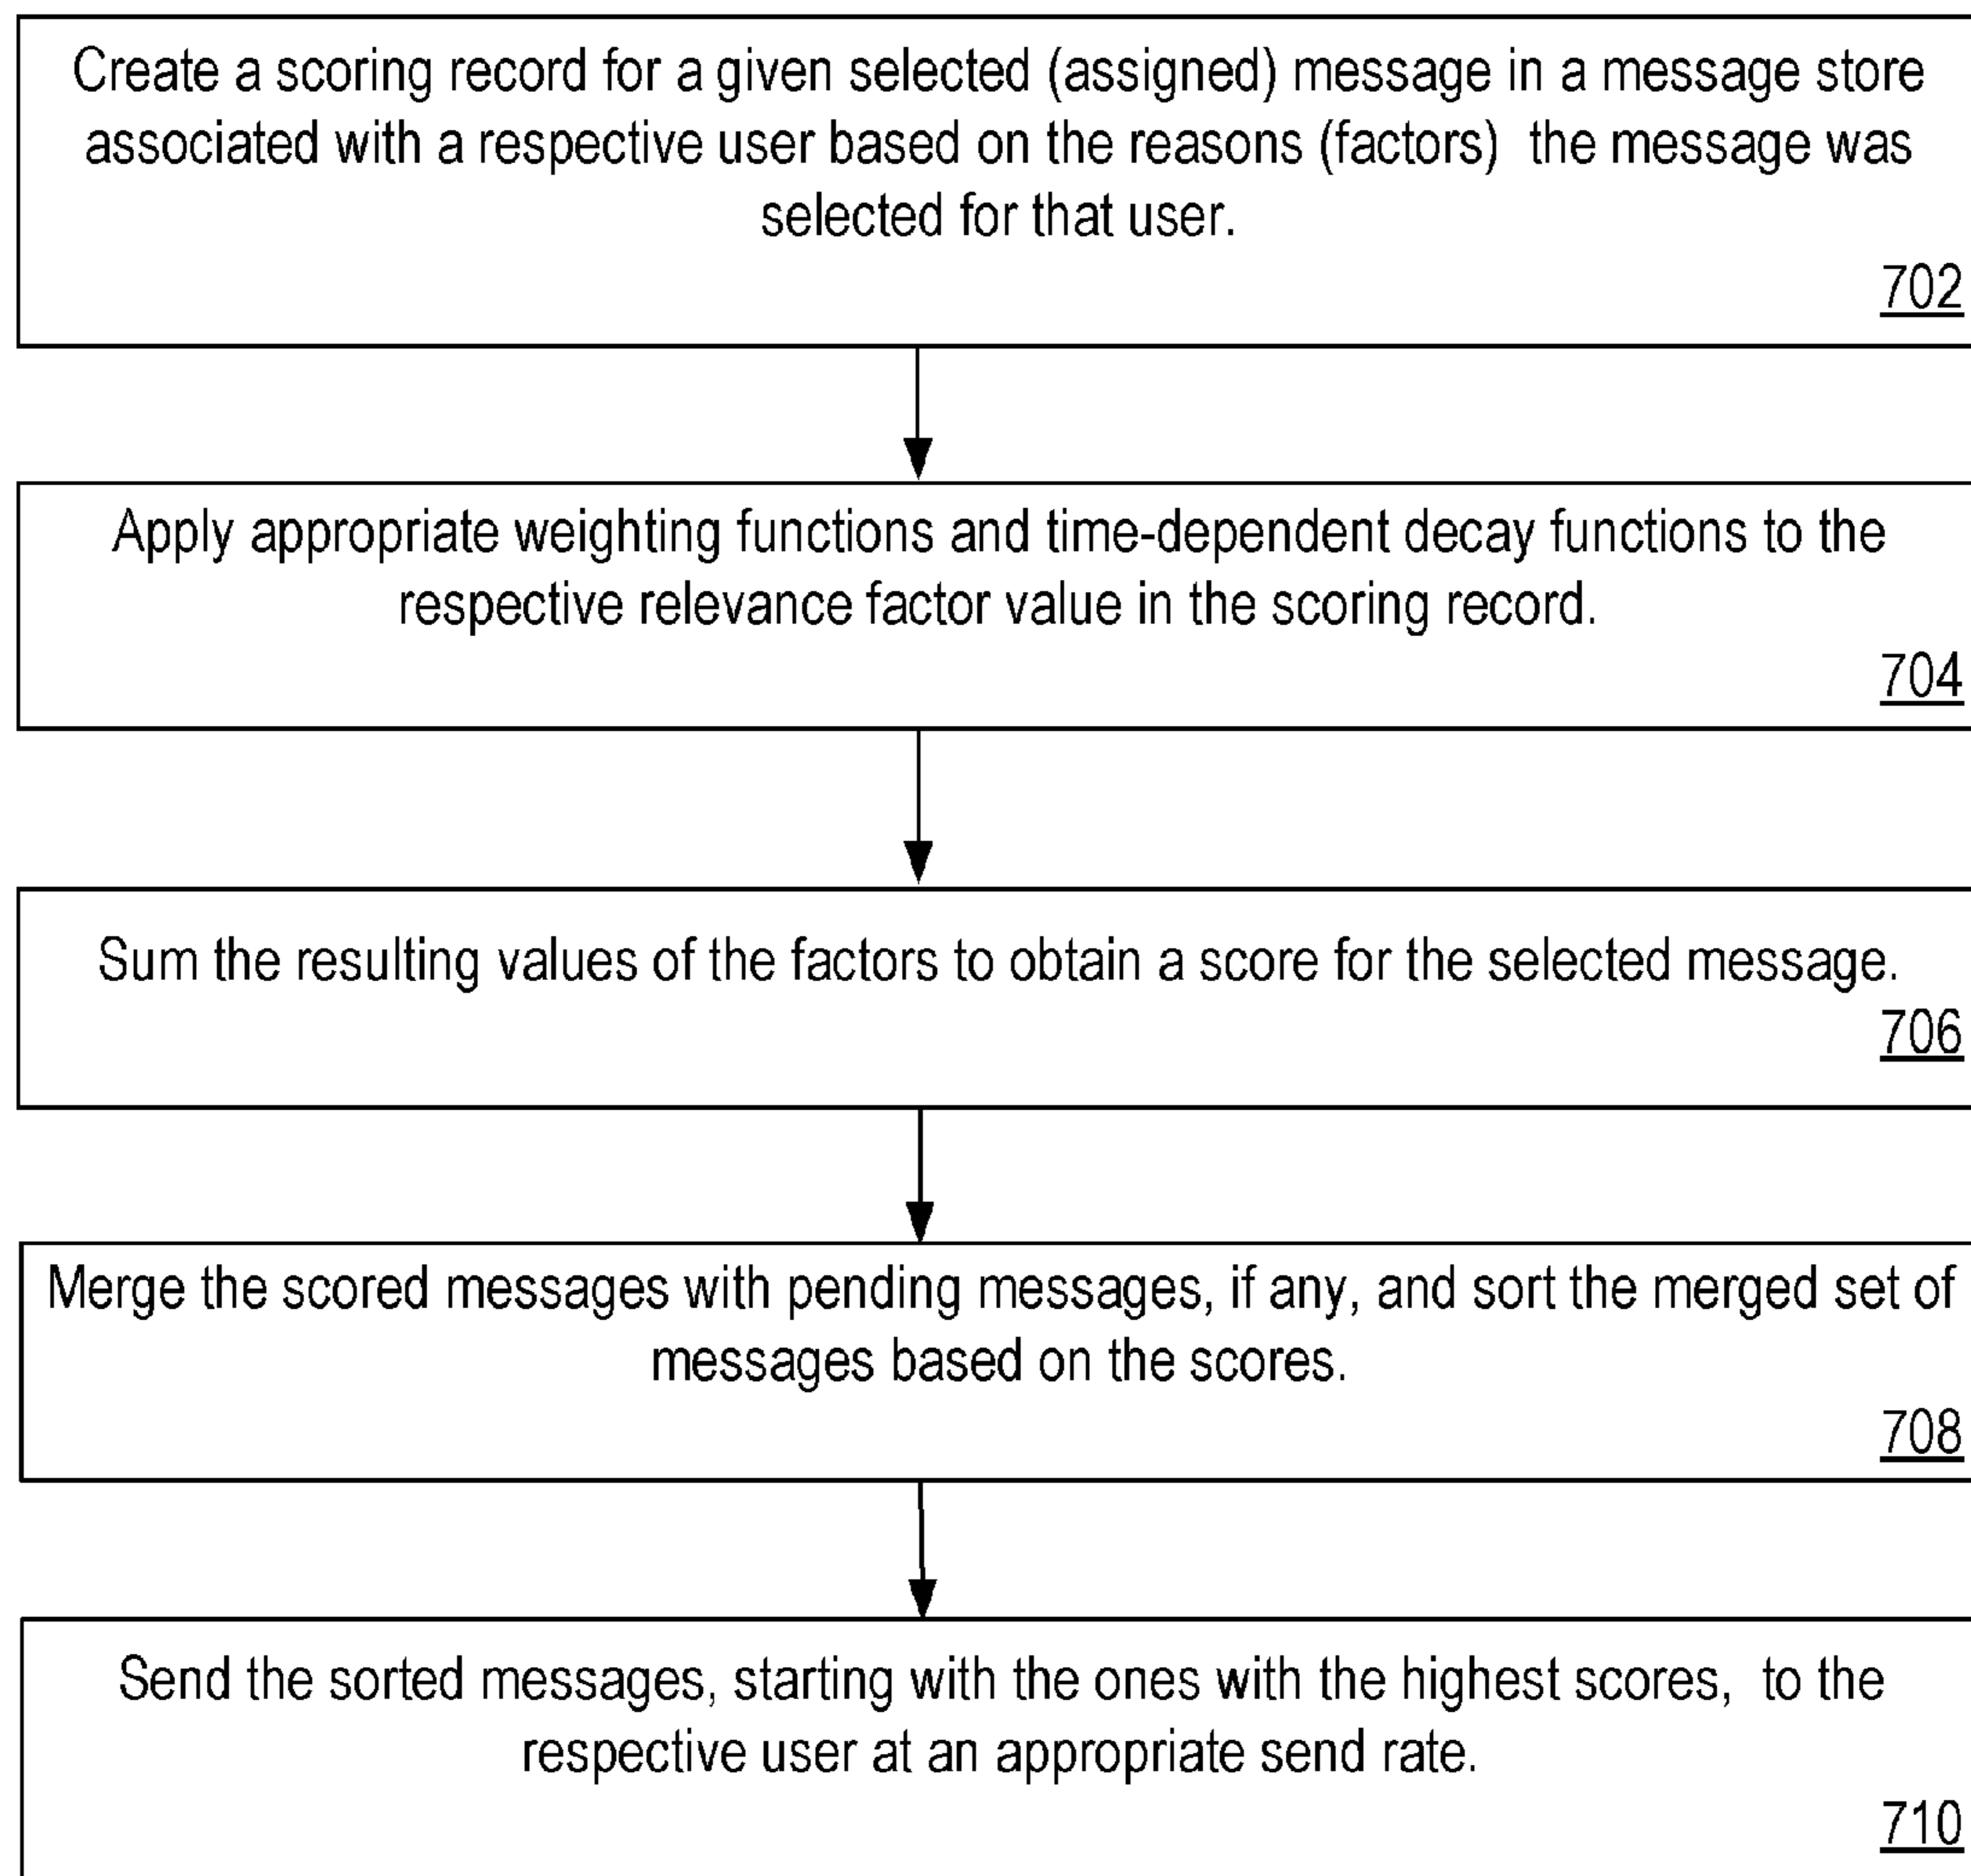 Create a scoring record for a given selected (assigned) message in a message store
associated with a respective user based on the reasons (factors) the message was
selected for that user.
702
Apply appropriate weighting functions and time-dependent decay functions to the
respective relevance factor value in the scoring record.
704
Sum the resulting values of the factors to obtain a score for the selected message.
706
Merge the scored messages with pending messages, if any, and sort the merged set of
messages based on the scores.
708
Send the sorted messages, starting with the ones with the highest scores, to the
respective user at an appropriate send rate.
710